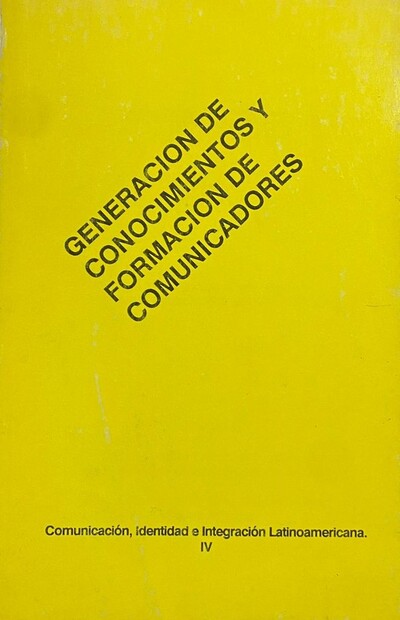 GENERACION DE
CONOCIMIENTOS Y
FORMACION DE
COMUNICADORES
Comunicación, Identidad e Integración Latinoamericana.
IV